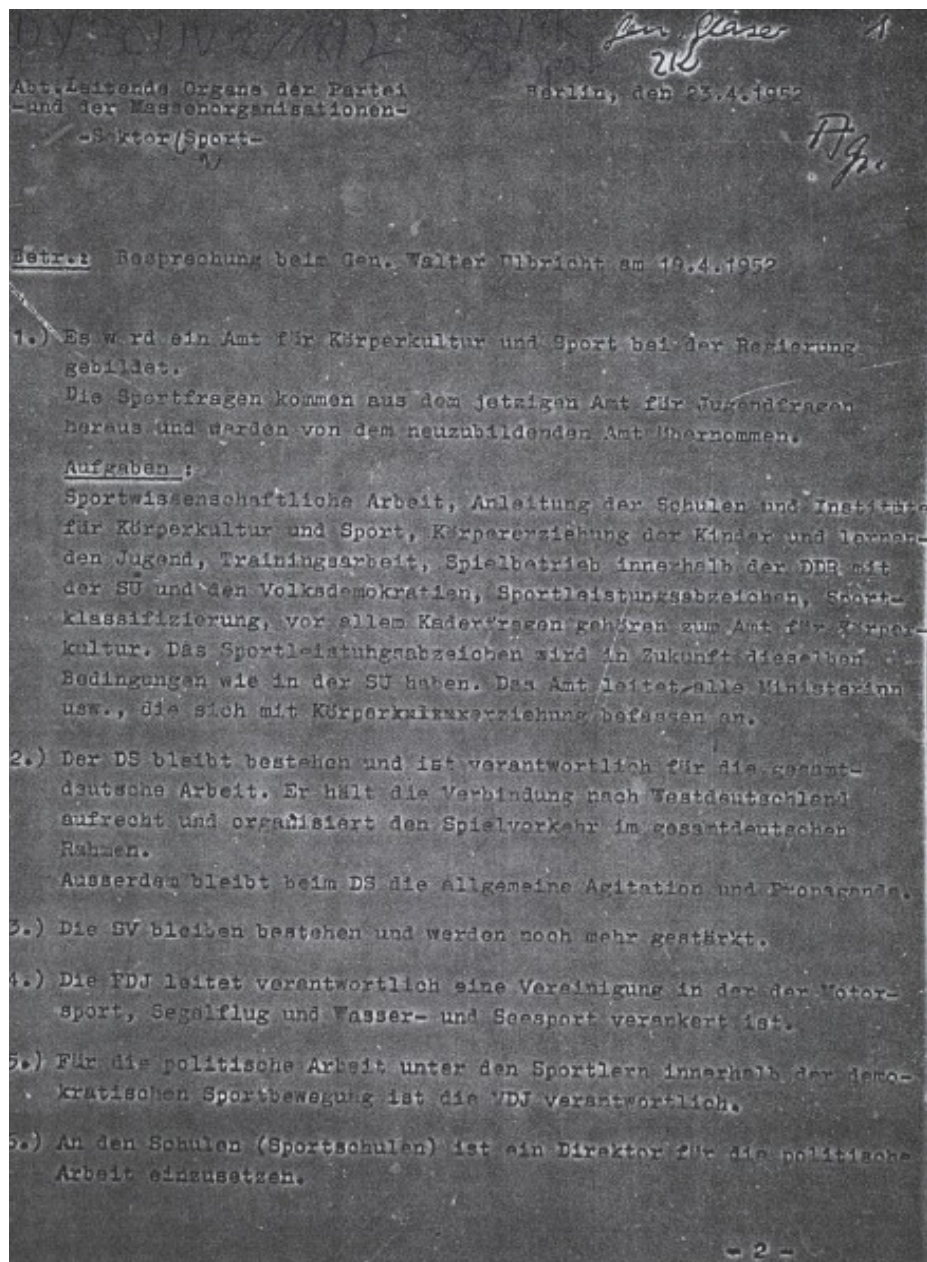 Gen. Glaser 1
ZK
Abt.Leitende Organe der Partei Berlin, den 23.4.1952
-und der Massenorganisationen-
-Sektor/Sport-
Betr.: Besprechung beim Gen. Walter Ulbricht am 19.4.1952
1.) Es w rd ein Amt für Körperkultur und Sport bei der Regierung
gebildet.
Die Sportfragen kommen aus dem jetzigen Amt für Jugendfragen
heraus und werden von dem neuzubildenden Amt übernommen.
Aufgaben :
Sportwissenschaftliche Arbeit, Anleitung der Schulen und Institute
für Körperkultur und Sport, Körpererziehung der Kinder und lernen-
den Jugend, Trainingsarbeit, Spielbetrieb innerhalb der DDR mit
der SU und den Volksdemokratien, Sportleistungsabzeichen, Sport-
klassifizierung, vor allem Kaderfragen gehören zum Amt für Körper-
kultur. Das Sportleistungsabzeichen wird in Zukunft dieselben
Bedingungen wie in der SU haben. Das Amt leitet alle Ministerinn
usw., die sich mit Körperkulturerziehung befassen an.
2.) Der DS bleibt bestehen und ist verantwortlich für die gesamt-
deutsche Arbeit. Er hält die Verbindung nach Westdeutschland
aufrecht und organisiert den Spielverkehr im gesamtdeutschen
Rahmen.
Ausserdem bleibt beim DS die allgemeine Agitation und Propaganda.
3.) Die SV bleiben bestehen und werden noch mehr gestärkt.
4.) Die FDJ leitet verantwortlich eine Vereinigung in der der Motor-
sport, Segelflug und Wasser- und Seesport verankert ist.
5.) Für die politische Arbeit unter den Sportlern innerhalb der demo-
kratischen Sportbewegung ist die VDJ verantwortlich.
6.) An den Schulen (Sportschulen) ist ein Direktor für die politische
Arbeit einzusetzen.
- 2 -